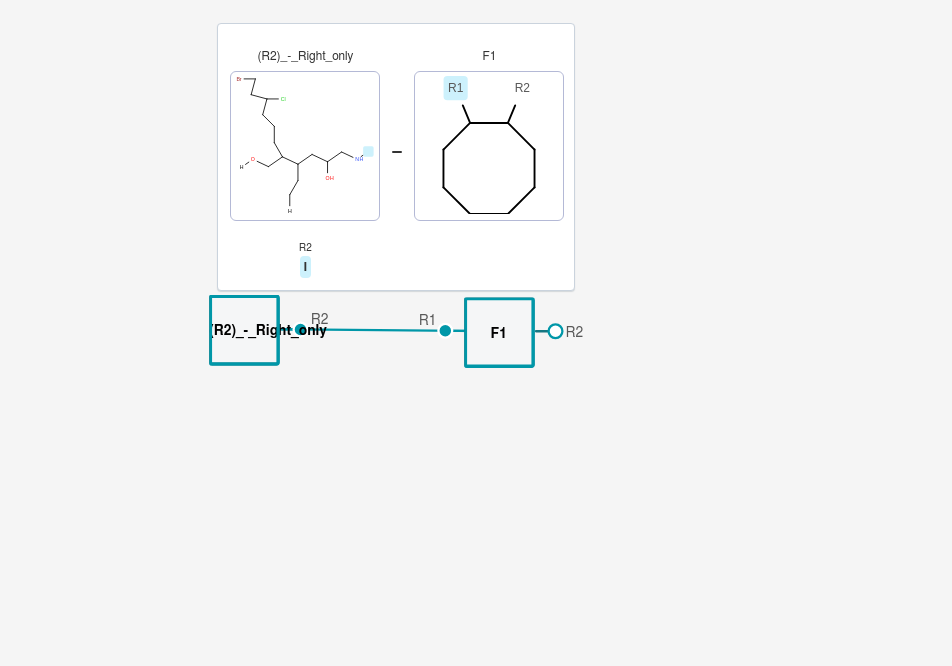 (R2)_-_Right_only
F1
Br
Cl
H
O
OH
NH
H
R1
R2
–
R2
I
(R2)_-_Right_only
R2
R1
F1
R2